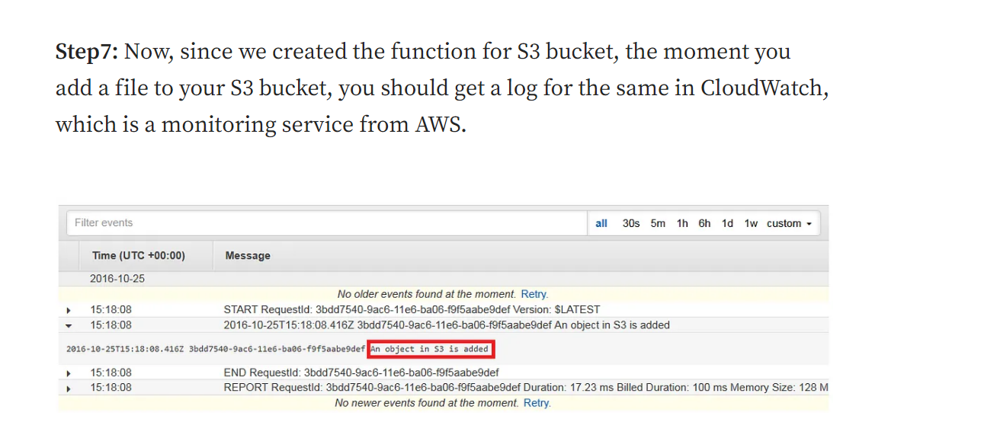 Step7: Now, since we created the function for S3 bucket, the moment you
add a file to your S3 bucket, you should get a log for the same in CloudWatch,
which is a monitoring service from AWS.
Filter events all 30s 5m 1h 6h 1d 1w custom
Time (UTC +00:00) Message
2016-10-25
No older events found at the moment. Retry.
15:18:08 START RequestId: 3bdd7540-9ac6-11e6-ba06-f9f5aabe9def Version: $LATEST
15:18:08 2016-10-25T15:18:08.416Z 3bdd7540-9ac6-11e6-ba06-f9f5aabe9def An object in S3 is added
2016-10-25T15:18:08.416Z 3bdd7540-9ac6-11e6-ba06-f9f5aabe9def An object in S3 is added
15:18:08 END RequestId: 3bdd7540-9ac6-11e6-ba06-f9f5aabe9def
15:18:08 REPORT RequestId: 3bdd7540-9ac6-11e6-ba06-f9f5aabe9def Duration: 17.23 ms Billed Duration: 100 ms Memory Size: 128 M
No newer events found at the moment. Retry.